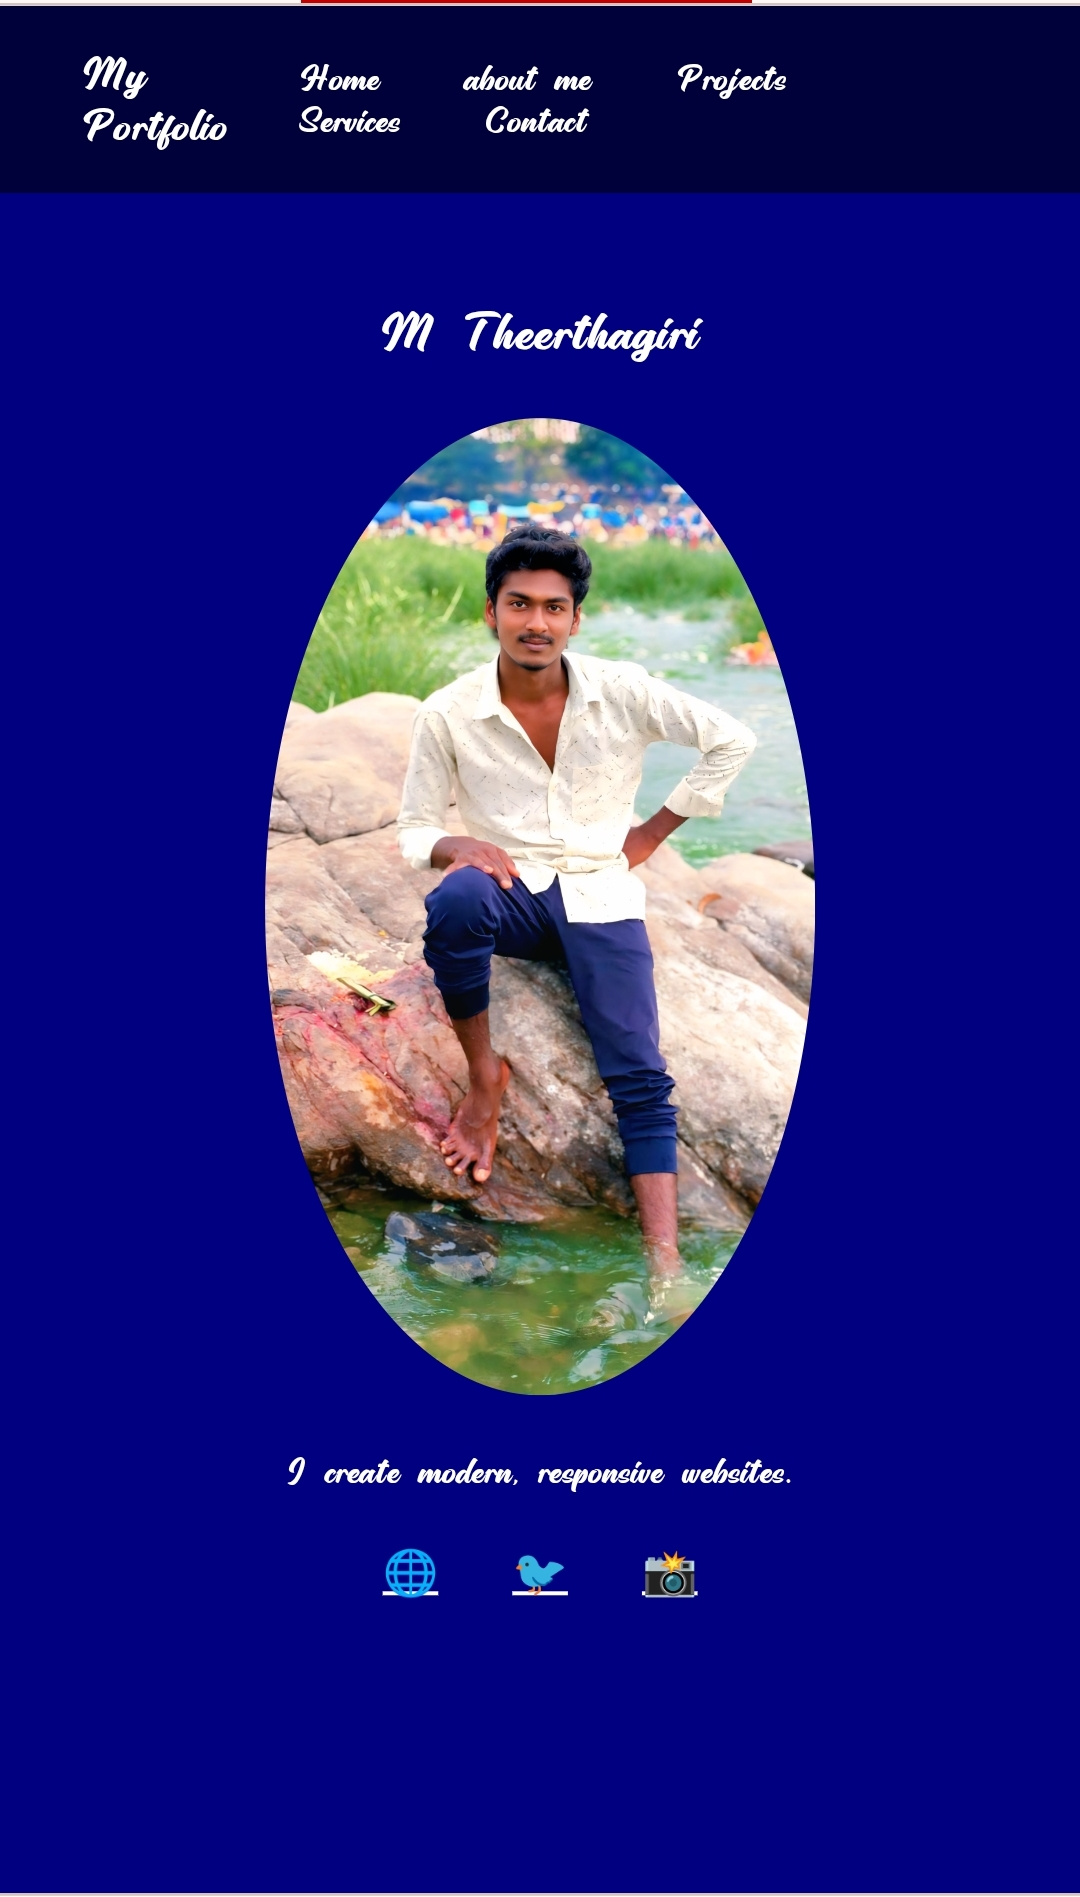 My
Portfolio
Home about me Projects
Services Contact
M Theerthagiri
I create modern, responsive websites.